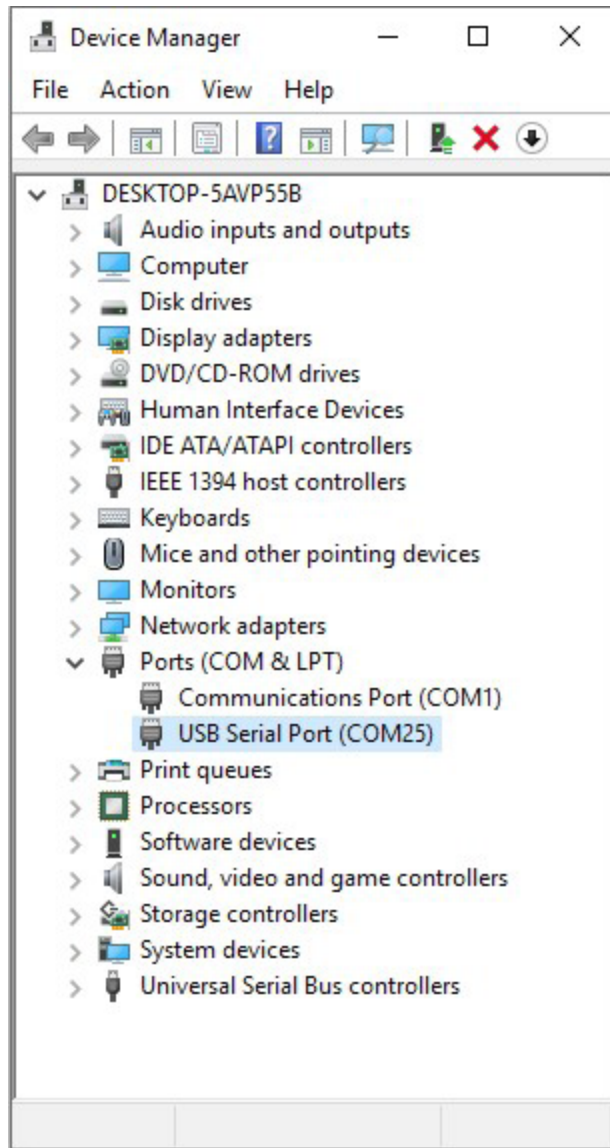 Device Manager
File Action View Help
DESKTOP-5AVP55B
Audio inputs and outputs
Computer
Disk drives
Display adapters
DVD/CD-ROM drives
Human Interface Devices
IDE ATA/ATAPI controllers
IEEE 1394 host controllers
Keyboards
Mice and other pointing devices
Monitors
Network adapters
Ports (COM & LPT)
Communications Port (COM1)
USB Serial Port (COM25)
Print queues
Processors
Software devices
Sound, video and game controllers
Storage controllers
System devices
Universal Serial Bus controllers